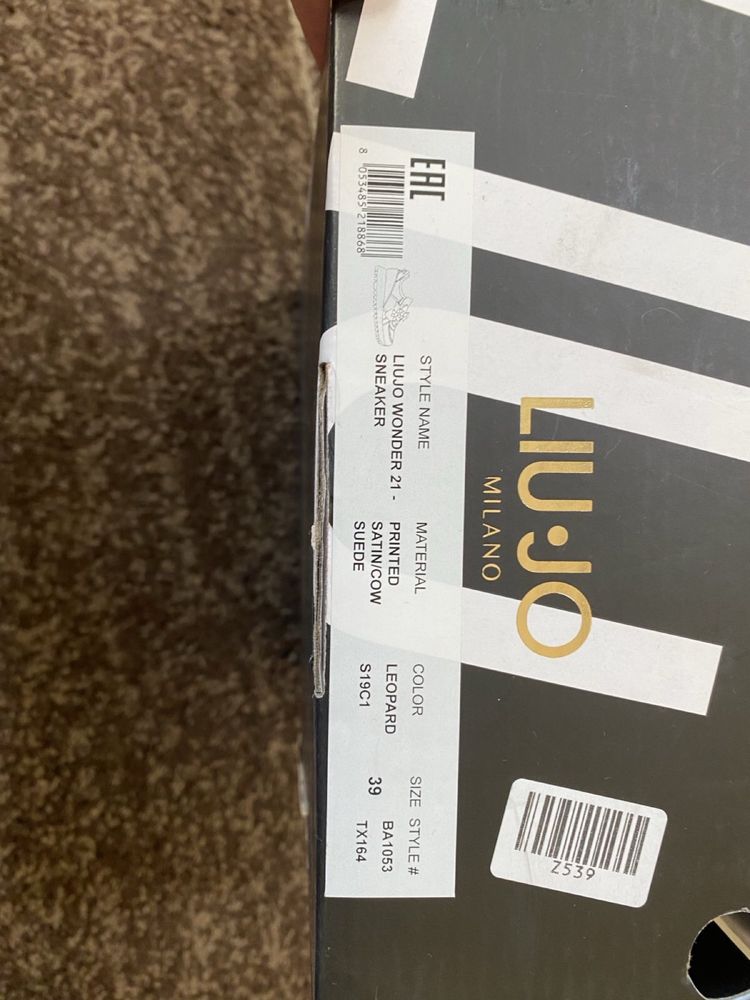 LIU•JO
MILANO
EAC
8 053485 218868
STYLE NAME
LIUJO WONDER 21 -
SNEAKER
MATERIAL
PRINTED
SATIN/COW
SUEDE
COLOR
LEOPARD
S19C1
SIZE
39
STYLE #
BA1053
TX164
Z539